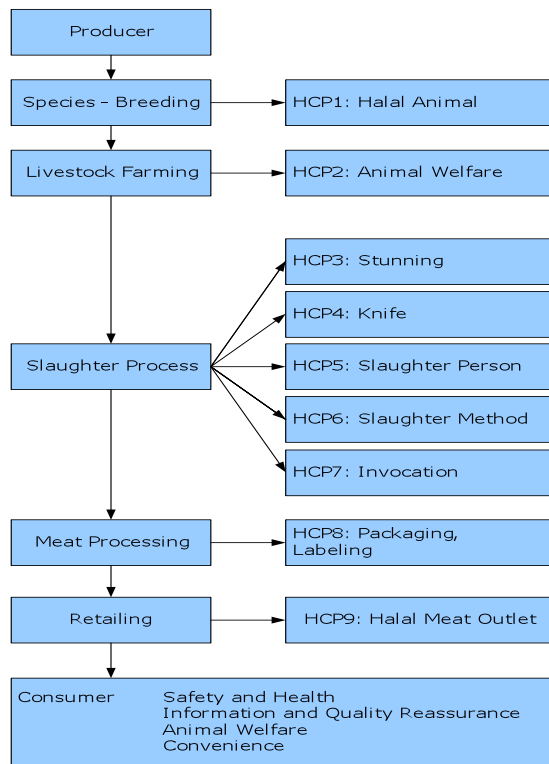 Producer
Species - Breeding
HCP1: Halal Animal
Livestock Farming
HCP2: Animal Welfare
HCP3: Stunning
HCP4: Knife
Slaughter Process
HCP5: Slaughter Person
HCP6: Slaughter Method
HCP7: Invocation
Meat Processing
HCP8: Packaging,
Labeling
Retailing
HCP9: Halal Meat Outlet
Consumer Safety and Health
Information and Quality Reassurance
Animal Welfare
Convenience